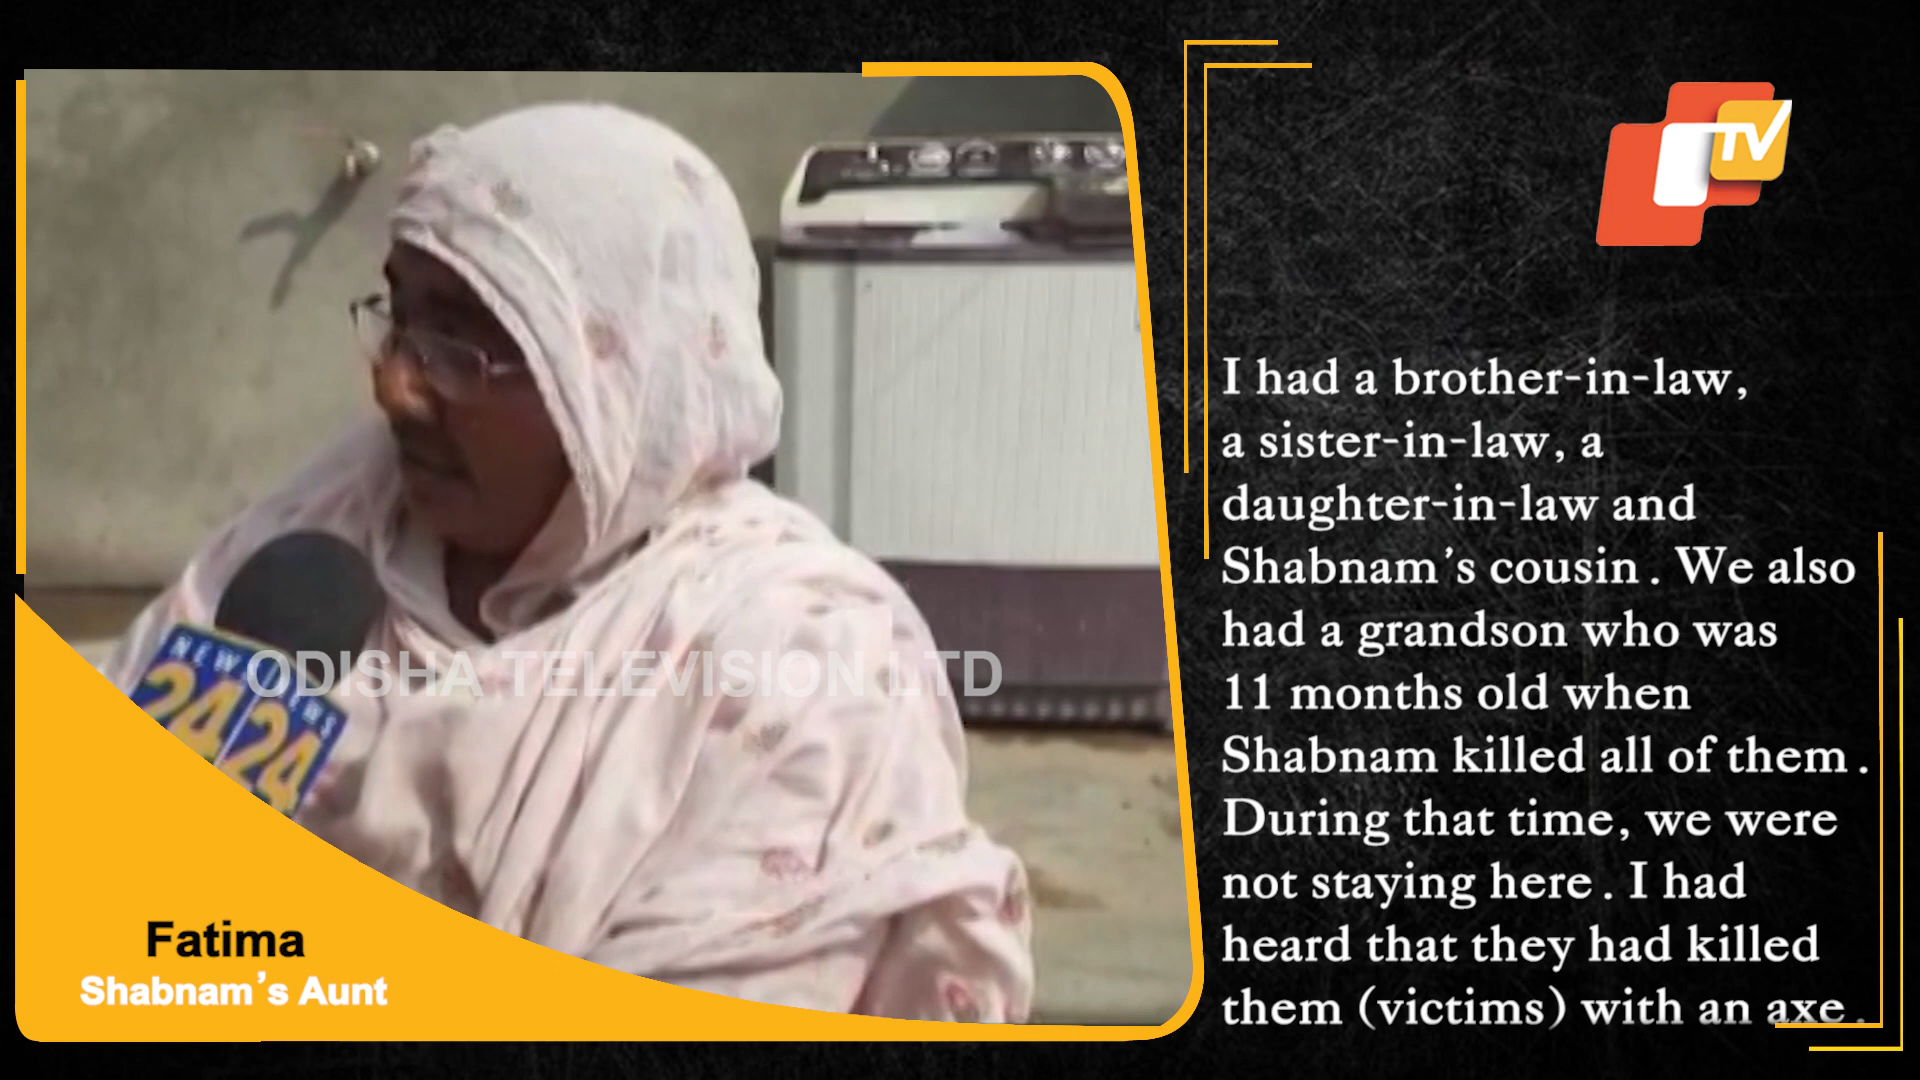 TV
I had a brother-in-law,
a sister-in-law, a
daughter-in-law and
Shabnam's cousin. We also
had a grandson who was
11 months old when
Shabnam killed all of them.
During that time, we were
not staying here. I had
heard that they had killed
them (victims) with an axe.
ODISHA TELEVISION LTD
NEWS
24
NEWS
24
Fatima
Shabnam's Aunt